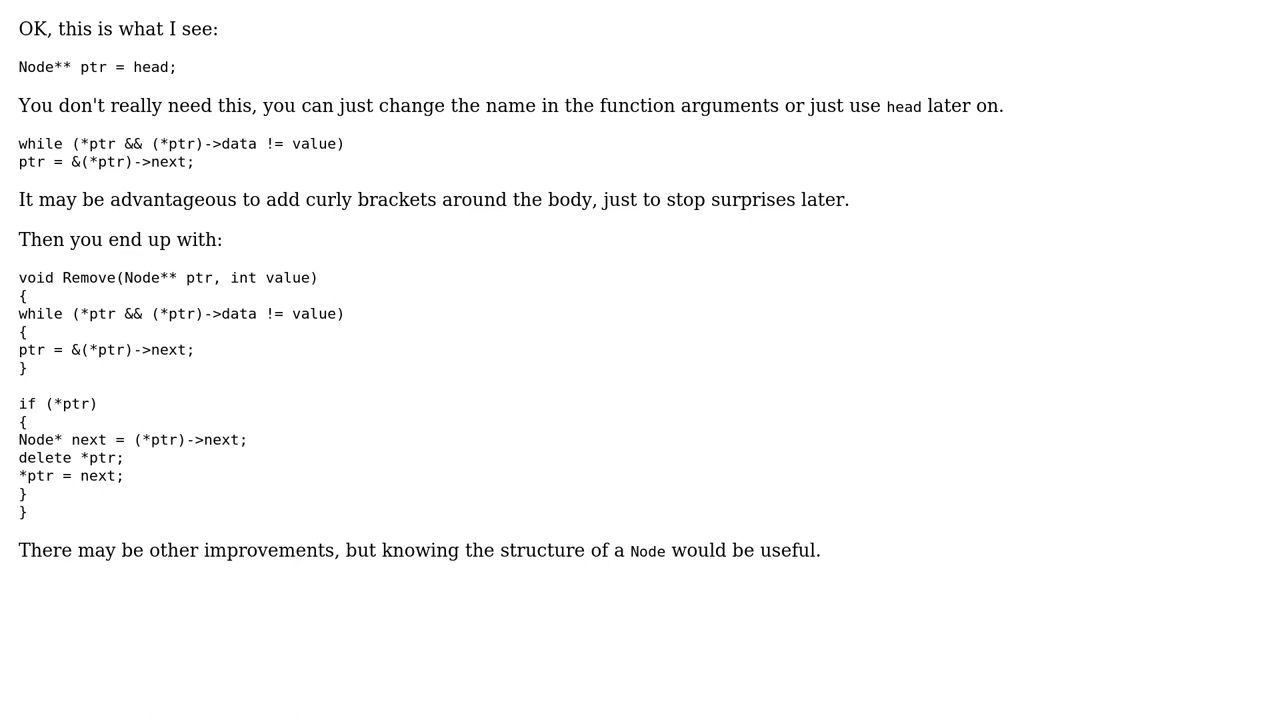 OK, this is what I see:
Node** ptr = head;
You don't really need this, you can just change the name in the function arguments or just use head later on.
while (*ptr && (*ptr)->data != value)
ptr = &(*ptr)->next;
It may be advantageous to add curly brackets around the body, just to stop surprises later.
Then you end up with:
void Remove(Node** ptr, int value)
{
while (*ptr && (*ptr)->data != value)
{
ptr = &(*ptr)->next;
}
if (*ptr)
{
Node* next = (*ptr)->next;
delete *ptr;
*ptr = next;
}
}
There may be other improvements, but knowing the structure of a Node would be useful.